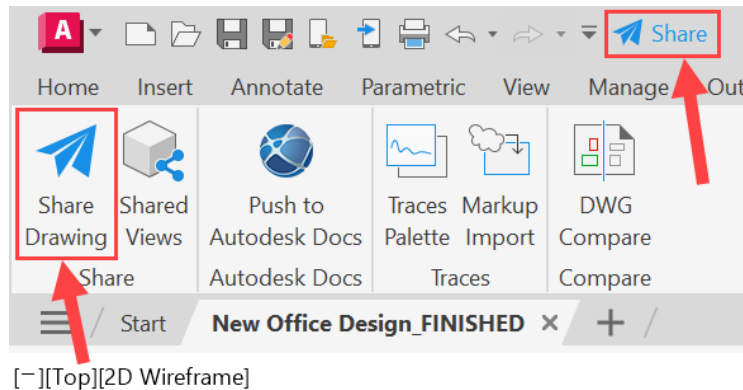 A
Share
Home Insert Annotate Parametric View Manage Out
Share Shared Push to Traces Markup DWG
Drawing Views Autodesk Docs Palette Import Compare
Share Autodesk Docs Traces Compare
Start New Office Design_FINISHED
[−][Top][2D Wireframe]